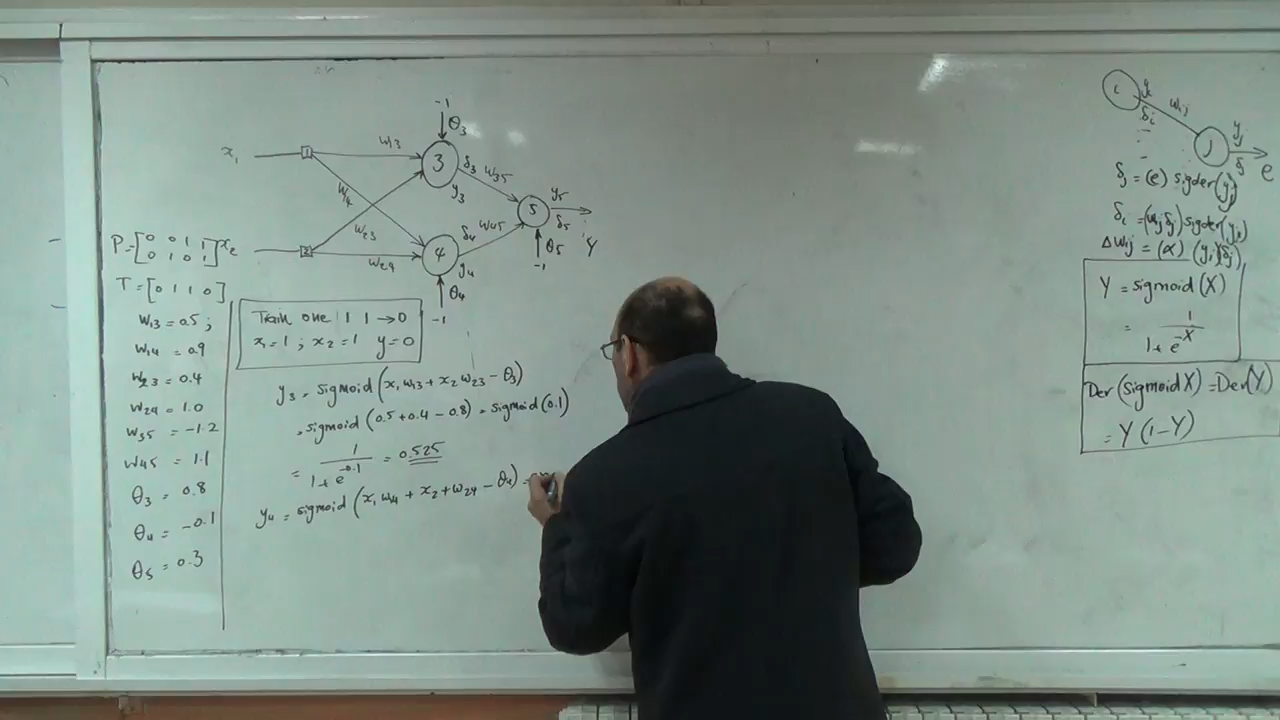 -1
θ3
x1
1
w13
3
δ3
w35
y3
w14
w23
5
y5
δ5
Y
θ5
-1
x2
2
w24
4
δ4
w45
y4
θ4
-1
P=[0 0 1 1
0 1 0 1]
T = [0 1 1 0]
w13 = 0.5;
w14 = 0.9
w23 = 0.4
w24 = 1.0
w35 = -1.2
w45 = 1.1
θ3 = 0.8
θ4 = -0.1
θ5 = 0.3
Train one 1 1 → 0
x1=1 ; x2=1 y=0
y3 = sigmoid (x1 w13 + x2 w23 - θ3)
= sigmoid (0.5+0.4-0.8) = sigmoid (0.1)
= 1 / 1+e^-0.1 = 0.525
y4 = sigmoid (x1 w14 + x2 + w24 - θ4) =
i
yi
δi
wij
j
yj
δj
e
δj = (e) sigder (yj)
δi = (wij δj) sigder (yi)
Δwij = (α) (yi)(δj)
Y = sigmoid (X)
= 1 / 1+e^-X
Der (sigmoid X) = Der (Y)
= Y (1-Y)